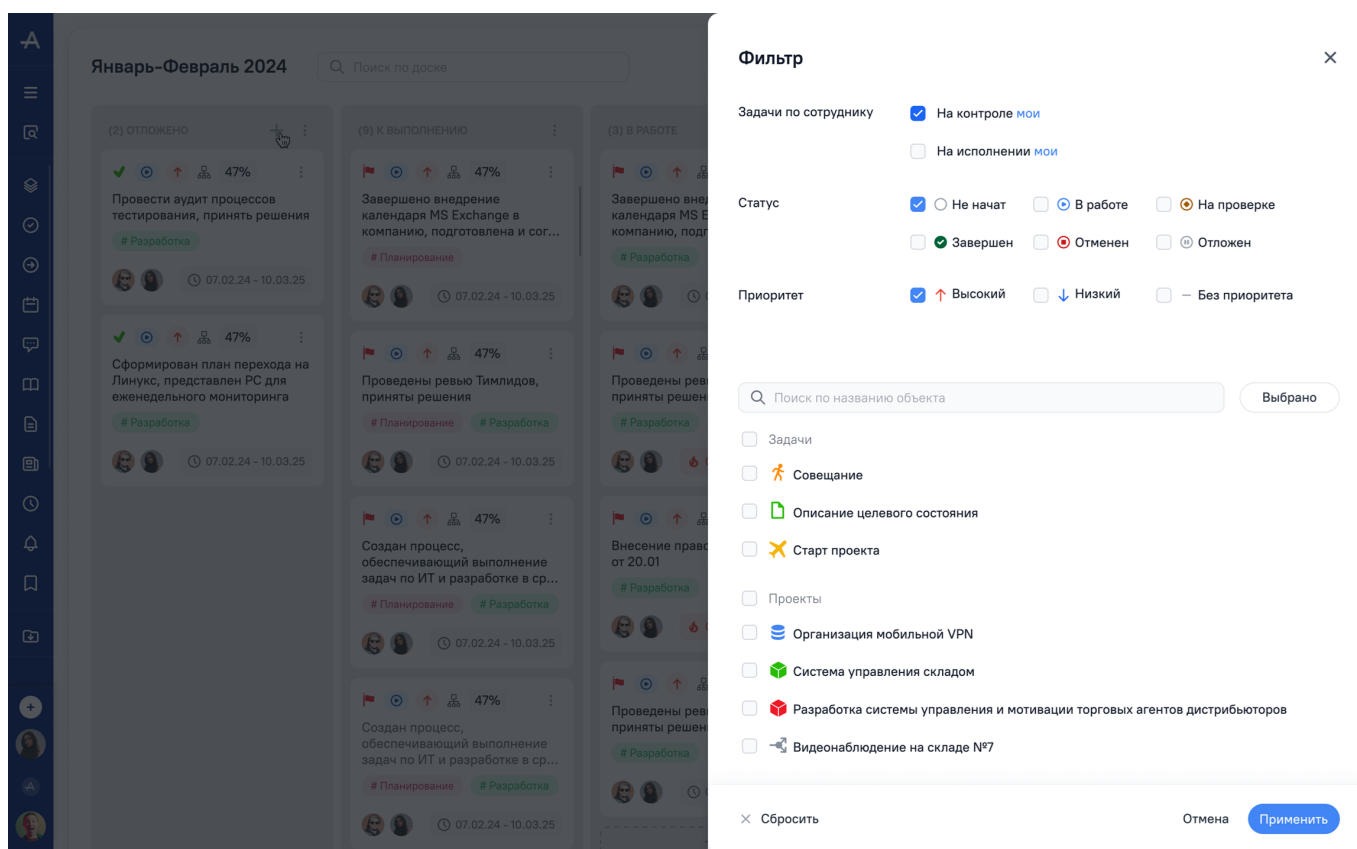 Январь-Февраль 2024
Поиск по доске
(2) ОТЛОЖЕНО
47%
Провести аудит процессов
тестирования, принять решения
# Разработка
07.02.24 - 10.03.25
47%
Сформирован план перехода на
Линукс, представлен РС для
еженедельного мониторинга
# Разработка
07.02.24 - 10.03.25
(9) К ВЫПОЛНЕНИЮ
47%
Завершено внедрение
календаря MS Exchange в
компанию, подготовлена и сог...
# Планирование
07.02.24 - 10.03.25
47%
Проведены ревью Тимлидов,
приняты решения
# Планирование # Разработка
07.02.24 - 10.03.25
47%
Создан процесс,
обеспечивающий выполнение
задач по ИТ и разработке в ср...
# Планирование # Разработка
07.02.24 - 10.03.25
47%
Создан процесс,
обеспечивающий выполнение
задач по ИТ и разработке в ср...
# Планирование # Разработка
07.02.24 - 10.03.25
(3) В РАБОТЕ
Завершено вне
календаря MS E
компанию, подг
# Разработка
Проведены рев
приняты решен
# Разработка
Внесение право
от 20.01
# Разработка
Проведены рев
приняты решен
# Разработка
Фильтр
Задачи по сотруднику
На контроле мои
На исполнении мои
Статус
Не начат В работе На проверке
Завершен Отменен Отложен
Приоритет
Высокий Низкий Без приоритета
Поиск по названию объекта
Выбрано
Задачи
Совещание
Описание целевого состояния
Старт проекта
Проекты
Организация мобильной VPN
Система управления складом
Разработка системы управления и мотивации торговых агентов дистрибьюторов
Видеонаблюдение на складе №7
Сбросить
Отмена
Применить